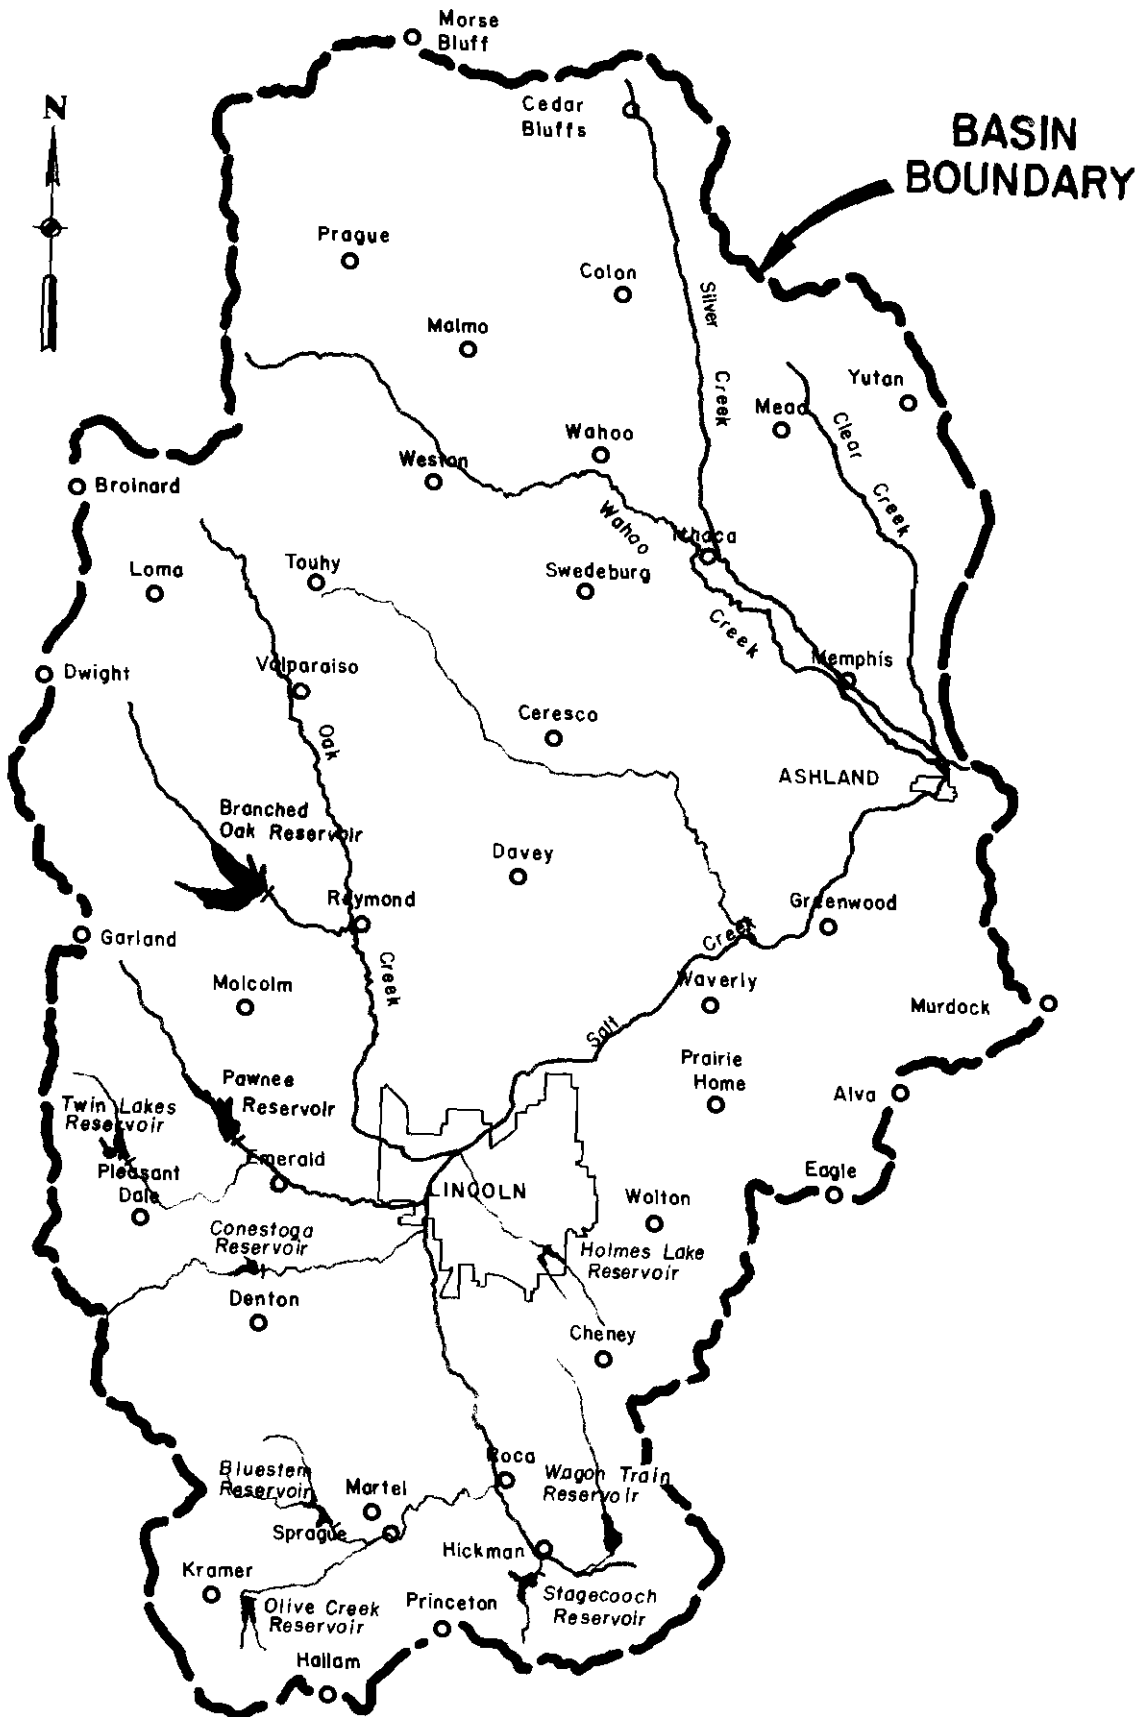 Morse
Bluff
N
Cedar
Bluffs
BASIN
BOUNDARY
Prague
Colon
Silver
Creek
Malmo
Yutan
Mead
Clear
Creek
Wahoo
Weston
Broinard
Wahoo
Creek
Ithaca
Loma
Touhy
Swedeburg
Dwight
Valparaiso
Memphis
Ceresco
Oak
Creek
ASHLAND
Branched
Oak Reservoir
Davey
Raymond
Greenwood
Garland
Salt
Creek
Malcolm
Waverly
Murdock
Prairie
Home
Pawnee
Reservoir
Alva
Twin Lakes
Reservoir
Emerald
Pleasant
Dale
Eagle
LINCOLN
Walton
Conestoga
Reservoir
Holmes Lake
Reservoir
Denton
Cheney
Roca
Bluestem
Reservoir
Wagon Train
Reservoir
Martel
Sprague
Hickman
Kramer
Stagecoach
Reservoir
Olive Creek
Reservoir
Princeton
Hallam